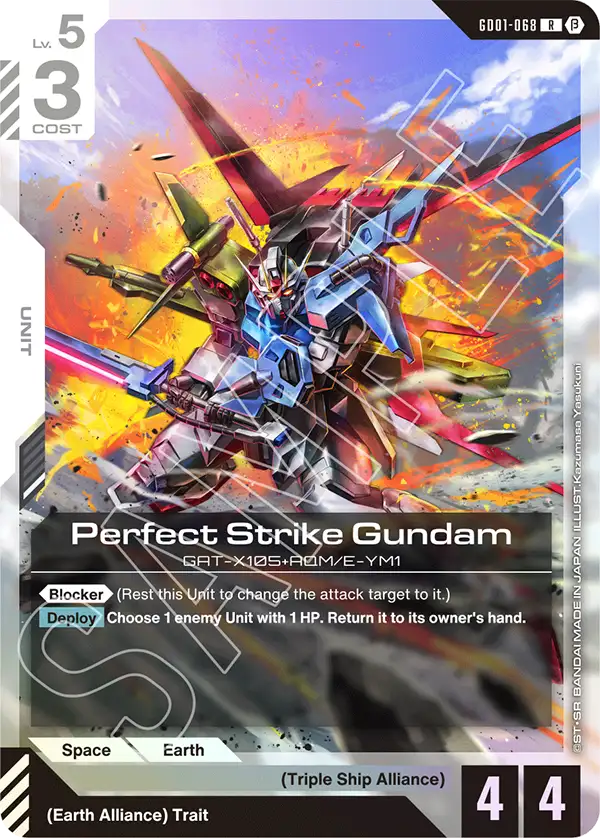 Lv. 5
GD01-068 R β
3
COST
UNIT
SAMPLE
Perfect Strike Gundam
GAT-X105+AQM/E-YM1
Blocker (Rest this Unit to change the attack target to it.)
Deploy Choose 1 enemy Unit with 1 HP. Return it to its owner's hand.
©ST・SR BANDAI MADE IN JAPAN ILLUST:Kazumasa Yasukuni
Space Earth
(Triple Ship Alliance)
4 4
(Earth Alliance) Trait